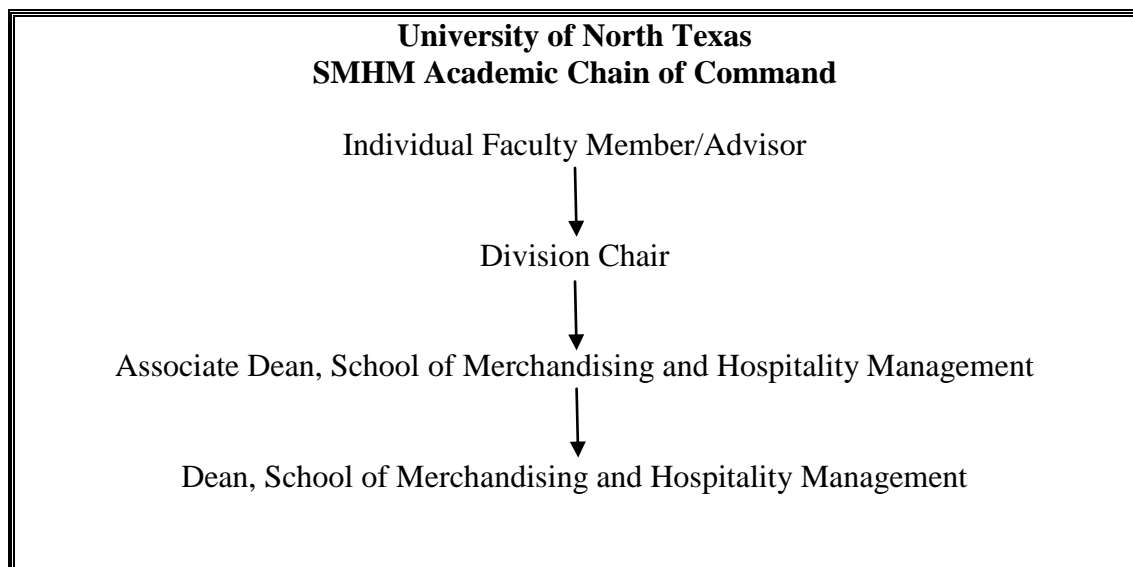 University of North Texas
SMHM Academic Chain of Command
Individual Faculty Member/Advisor
Division Chair
Associate Dean, School of Merchandising and Hospitality Management
Dean, School of Merchandising and Hospitality Management